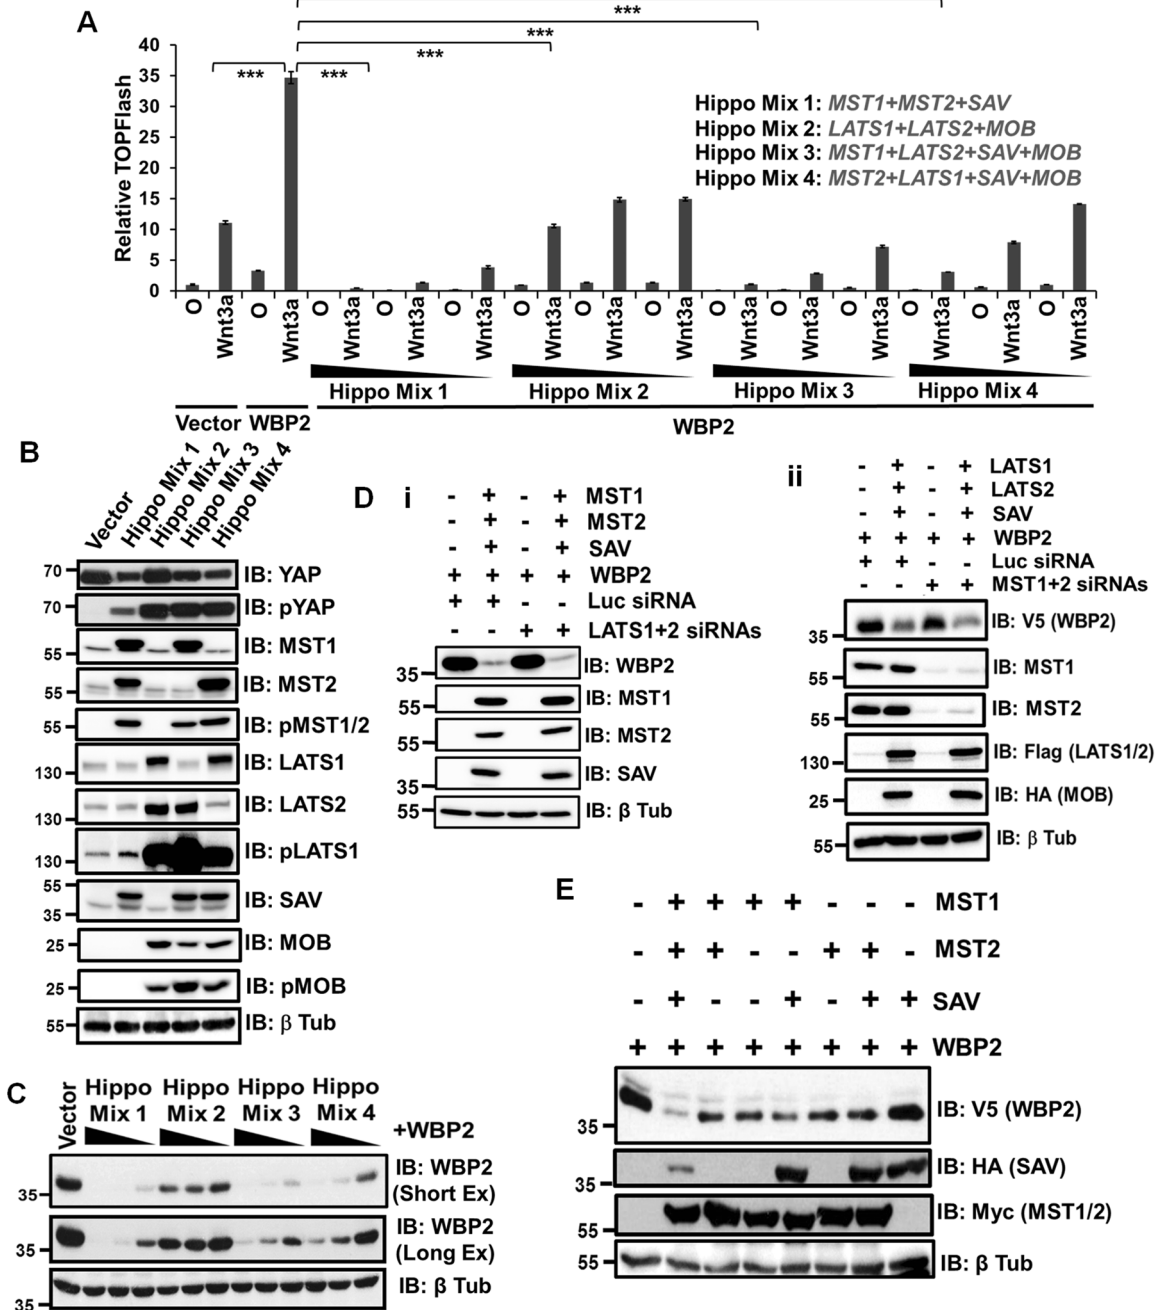 A
***
***
***
*** ***
Relative TOPFlash
40
35
30
25
20
15
10
5
0
Hippo Mix 1: MST1+MST2+SAV
Hippo Mix 2: LATS1+LATS2+MOB
Hippo Mix 3: MST1+LATS2+SAV+MOB
Hippo Mix 4: MST2+LATS1+SAV+MOB
O Wnt3a O Wnt3a O Wnt3a O Wnt3a O Wnt3a O Wnt3a O Wnt3a O Wnt3a O Wnt3a O Wnt3a O Wnt3a O Wnt3a O Wnt3a O Wnt3a
Hippo Mix 1 Hippo Mix 2 Hippo Mix 3 Hippo Mix 4
Vector WBP2 WBP2
B
Vector
Hippo Mix 1
Hippo Mix 2
Hippo Mix 3
Hippo Mix 4
70 IB: YAP
70 IB: pYAP
55 IB: MST1
55 IB: MST2
55 IB: pMST1/2
130 IB: LATS1
130 IB: LATS2
130 IB: pLATS1
55
35 IB: SAV
25 IB: MOB
25 IB: pMOB
55 IB: β Tub
C
Vector
Hippo Mix 1
Hippo Mix 2
Hippo Mix 3
Hippo Mix 4
+WBP2
35 IB: WBP2
(Short Ex)
35 IB: WBP2
(Long Ex)
35 IB: β Tub
D i
- + - + MST1
- + - + MST2
- + - + SAV
+ + + + WBP2
+ + - - Luc siRNA
- - + + LATS1+2 siRNAs
35 IB: WBP2
55 IB: MST1
55 IB: MST2
35 IB: SAV
55 IB: β Tub
ii
- + - + LATS1
- + - + LATS2
- + - + SAV
+ + + + WBP2
+ + - - Luc siRNA
- - + + MST1+2 siRNAs
35 IB: V5 (WBP2)
55 IB: MST1
55 IB: MST2
130 IB: Flag (LATS1/2)
25 IB: HA (MOB)
55 IB: β Tub
E
- + + + + - - - MST1
- + + - - + + - MST2
- + - - + - + + SAV
+ + + + + + + + WBP2
35 IB: V5 (WBP2)
35 IB: HA (SAV)
55 IB: Myc (MST1/2)
55 IB: β Tub